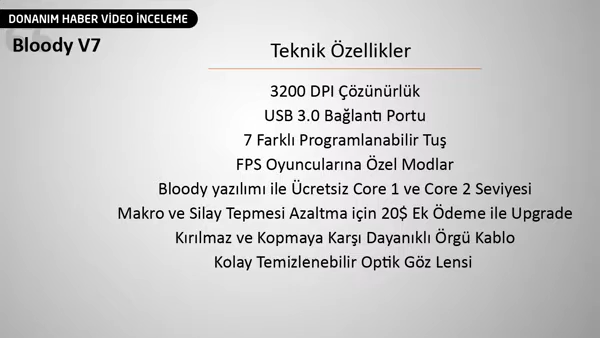 DONANIM HABER VİDEO İNCELEME
Bloody V7
Teknik Özellikler
3200 DPI Çözünürlük
USB 3.0 Bağlantı Portu
7 Farklı Programlanabilir Tuş
FPS Oyuncularına Özel Modlar
Bloody yazılımı ile Ücretsiz Core 1 ve Core 2 Seviyesi
Makro ve Silay Tepmesi Azaltma için 20$ Ek Ödeme ile Upgrade
Kırılmaz ve Kopmaya Karşı Dayanıklı Örgü Kablo
Kolay Temizlenebilir Optik Göz Lensi